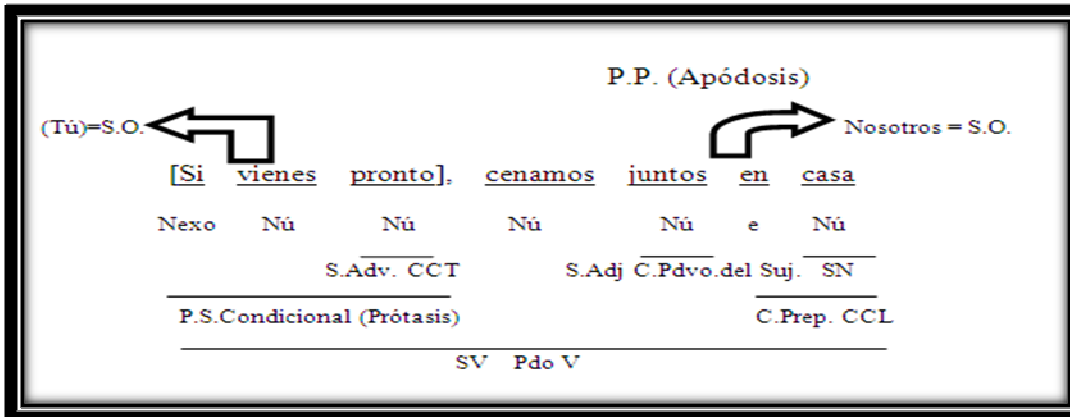 P.P. (Apódosis)
(Tú)=S.O. Nosotros = S.O.
[Si vienes pronto], cenamos juntos en casa
Nexo Nú Nú Nú Nú e Nú
S.Adv. CCT S.Adj C.Pdvo.del Suj. SN
P.S.Condicional (Prótasis) C.Prep. CCL
SV Pdo V